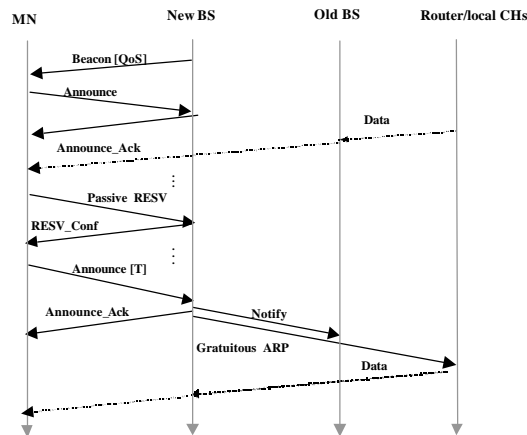 MN New BS Old BS Router/local CHs
Beacon [QoS]
Announce
Data
Announce_Ack
Passive RESV
RESV_Conf
Announce [T]
Announce_Ack
Notify
Gratuitous ARP
Data